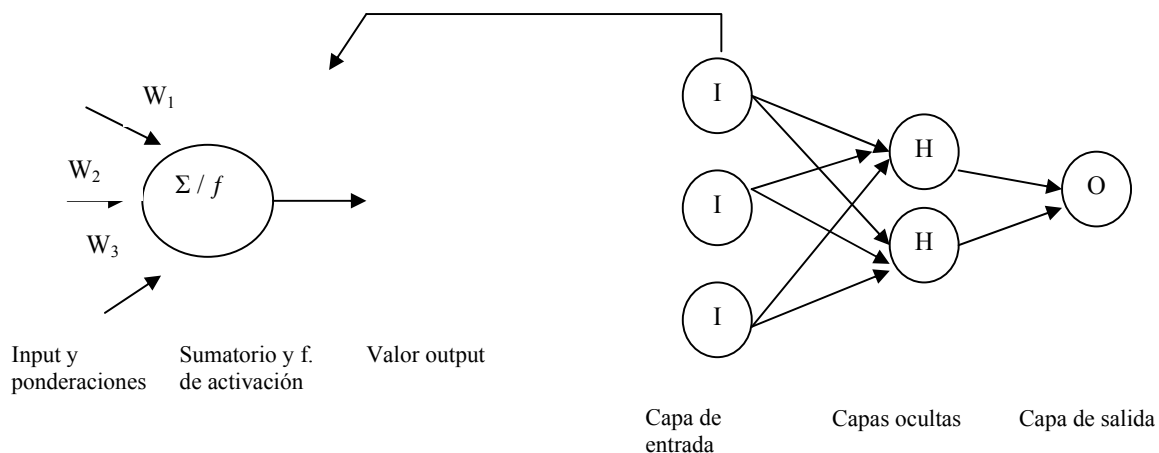 W₁
W₂
W₃
Σ / f
Input y
ponderaciones
Sumatorio y f.
de activación
Valor output
I
I
I
H
H
O
Capa de
entrada
Capas ocultas
Capa de salida